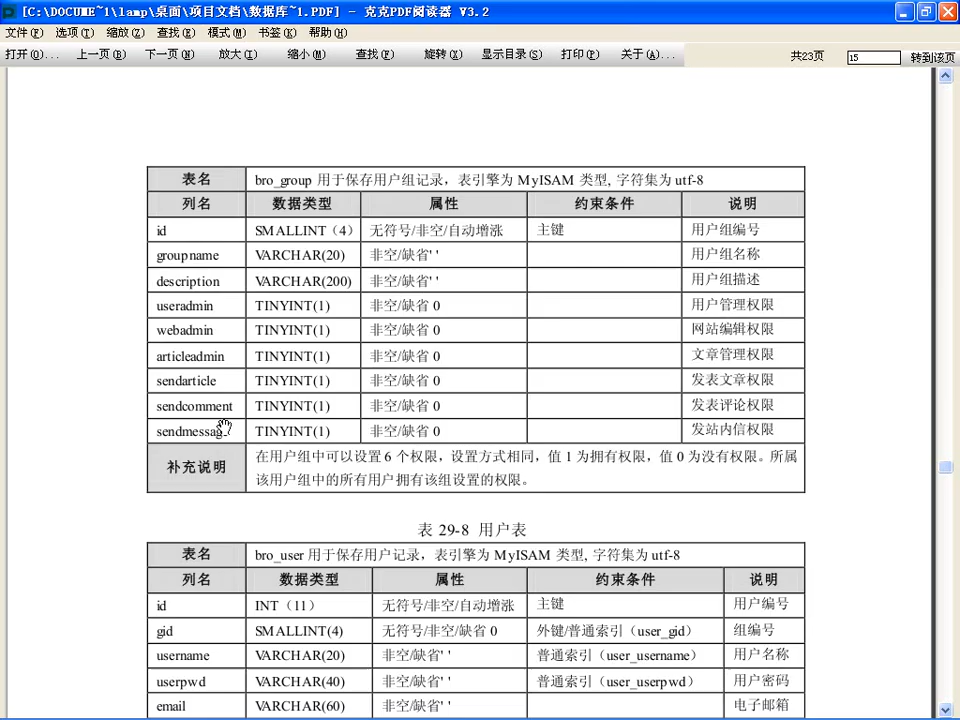 [C:\DOCUME~1\lamp\桌面\项目文档\数据库~1.PDF] - 克克PDF阅读器 V3.2
文件(F) 选项(T) 缩放(Z) 查找(E) 模式(M) 书签(K) 帮助(H)
打开(O)... 上一页(B) 下一页(N) 放大(I) 缩小(M) 查找(F) 旋转(X) 显示目录(S) 打印(P) 关于(A)... 共23页 15 转到该页
表名 bro_group 用于保存用户组记录，表引擎为 MyISAM 类型, 字符集为 utf-8
列名 数据类型 属性 约束条件 说明
id SMALLINT（4） 无符号/非空/自动增涨 主键 用户组编号
groupname VARCHAR(20) 非空/缺省' ' 用户组名称
description VARCHAR(200) 非空/缺省' ' 用户组描述
useradmin TINYINT(1) 非空/缺省 0 用户管理权限
webadmin TINYINT(1) 非空/缺省 0 网站编辑权限
articleadmin TINYINT(1) 非空/缺省 0 文章管理权限
sendarticle TINYINT(1) 非空/缺省 0 发表文章权限
sendcomment TINYINT(1) 非空/缺省 0 发表评论权限
TINYINT(1) 非空/缺省 0 发站内信权限
补充说明 在用户组中可以设置 6 个权限，设置方式相同，值 1 为拥有权限，值 0 为没有权限。所属
该用户组中的所有用户拥有该组设置的权限。
表 29-8 用户表
表名 bro_user 用于保存用户记录，表引擎为 MyISAM 类型, 字符集为 utf-8
列名 数据类型 属性 约束条件 说明
id INT（11） 无符号/非空/自动增涨 主键 用户编号
gid SMALLINT(4) 无符号/非空/缺省 0 外键/普通索引（user_gid） 组编号
username VARCHAR(20) 非空/缺省' ' 普通索引（user_username） 用户名称
userpwd VARCHAR(40) 非空/缺省' ' 普通索引（user_userpwd） 用户密码
email VARCHAR(60) 非空/缺省' ' 电子邮箱